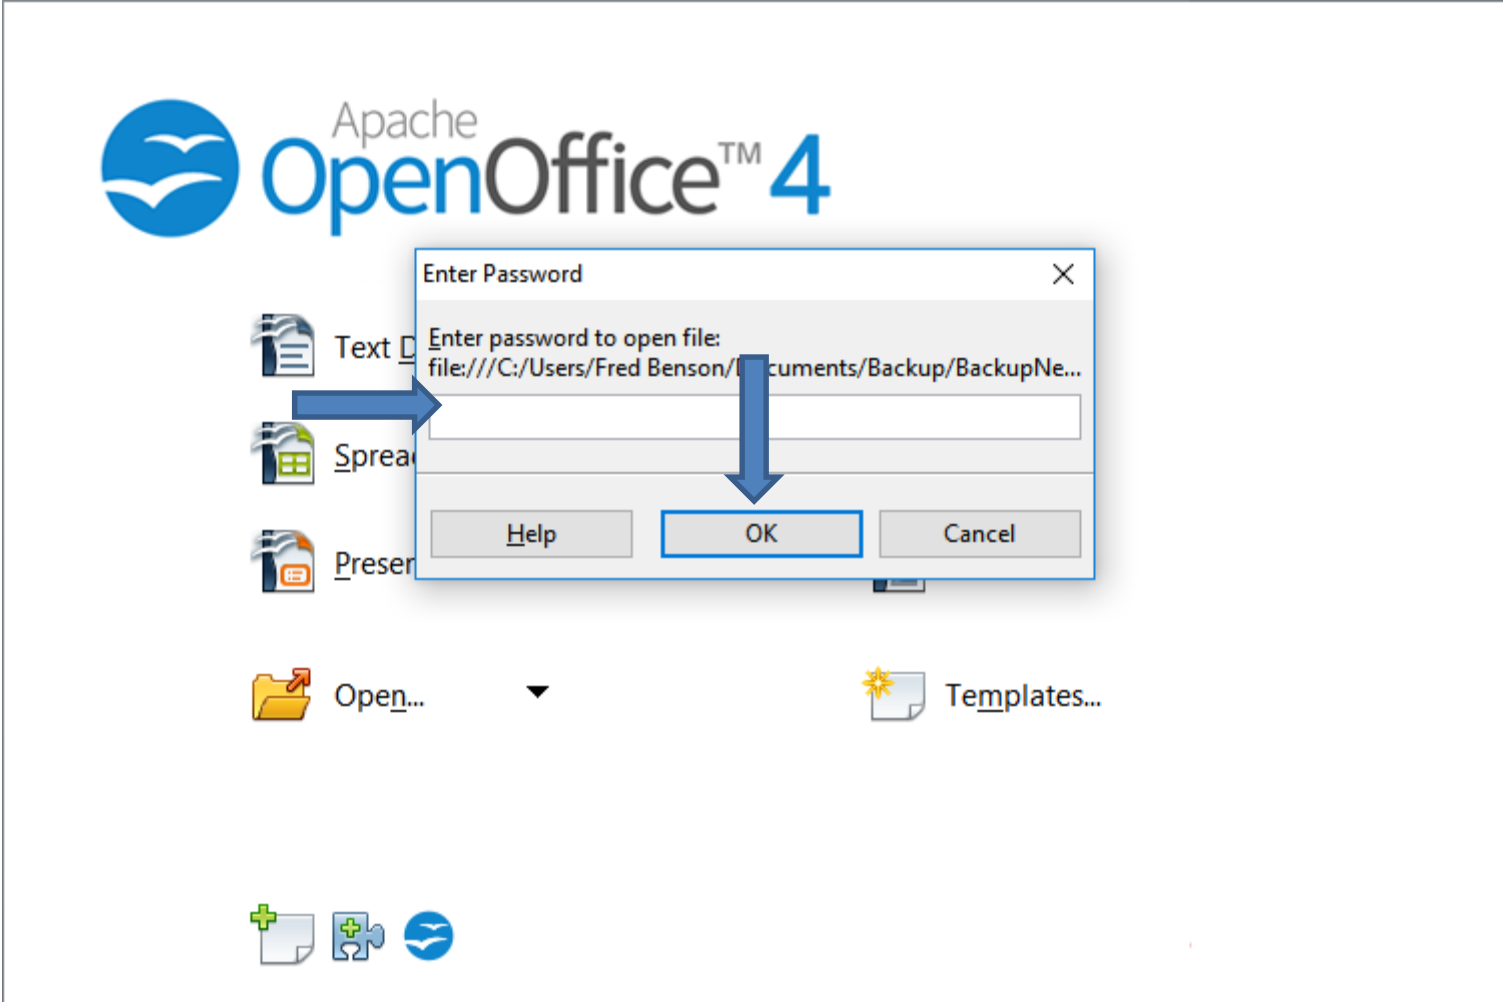 Apache
OpenOffice™ 4
Enter Password
Enter password to open file:
file:///C:/Users/Fred Benson/D cuments/Backup/BackupNe...
Text D
Sprea
Presen
Help
OK
Cancel
Open...
Templates...